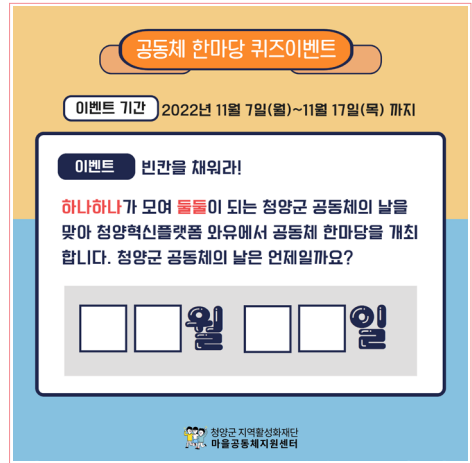 공동체 한마당 퀴즈이벤트
이벤트 기간 2022년 11월 7일(월)~11월 17일(목) 까지
이벤트 빈칸을 채워라!
하나하나가 모여 둘둘이 되는 청양군 공동체의 날을
맞아 청양혁신플랫폼 와유에서 공동체 한마당을 개최
합니다. 청양군 공동체의 날은 언제일까요?
월 일
청양군 지역활성화재단
마을공동체지원센터